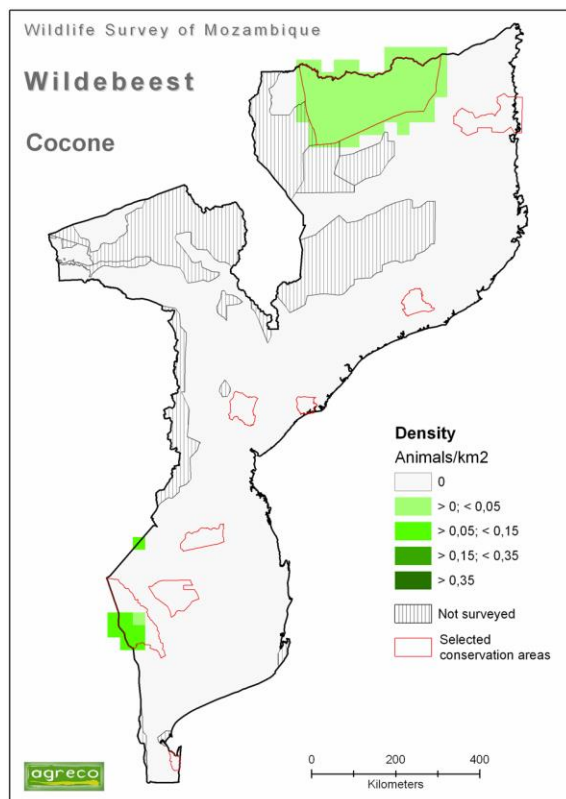 Wildlife Survey of Mozambique
Wildebeest
Cocone
Density
Animals/km2
0
> 0; < 0,05
> 0,05; < 0,15
> 0,15; < 0,35
> 0,35
Not surveyed
Selected
conservation areas
agreco
0 200 400
Kilometers